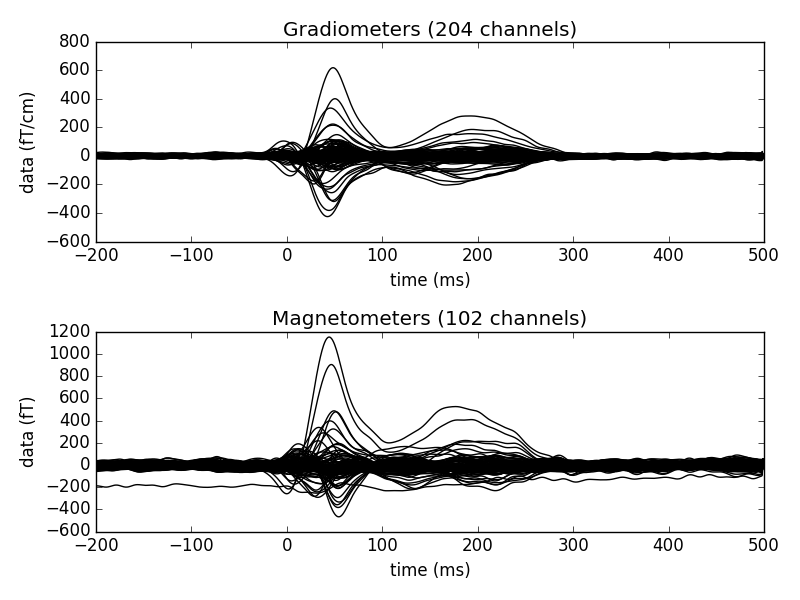 Gradiometers (204 channels)
800
600
400
200
0
−200
−400
−600
data (fT/cm)
−200 −100 0 100 200 300 400 500
time (ms)
Magnetometers (102 channels)
1200
1000
800
600
400
200
0
−200
−400
−600
data (fT)
−200 −100 0 100 200 300 400 500
time (ms)